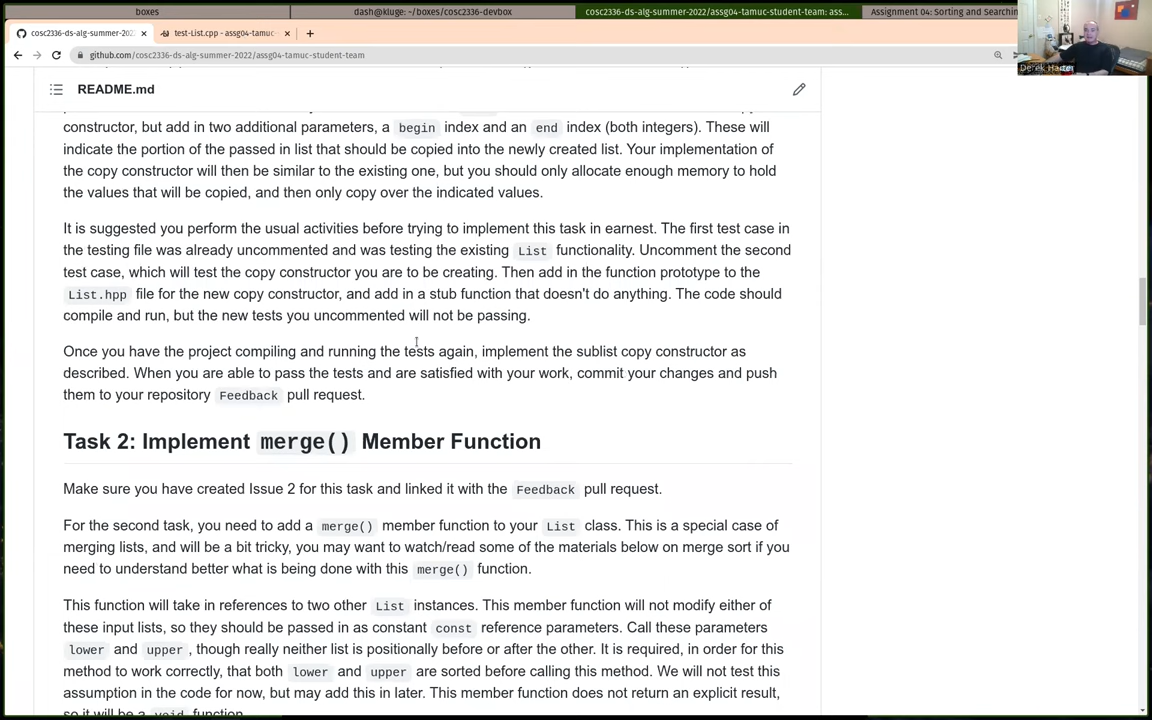 boxes
dash@kluge: ~/boxes/cosc2336-devbox
cosc2336-ds-alg-summer-2022/assg04-tamuc-student-team: ass...
Assignment 04: Sorting and Searchin
cosc2336-ds-alg-summer-202
test-List.cpp - assg04-tamuc-
github.com/cosc2336-ds-alg-summer-2022/assg04-tamuc-student-team
Derek Harter
README.md
constructor, but add in two additional parameters, a begin index and an end index (both integers). These will
indicate the portion of the passed in list that should be copied into the newly created list. Your implementation of
the copy constructor will then be similar to the existing one, but you should only allocate enough memory to hold
the values that will be copied, and then only copy over the indicated values.
It is suggested you perform the usual activities before trying to implement this task in earnest. The first test case in
the testing file was already uncommented and was testing the existing List functionality. Uncomment the second
test case, which will test the copy constructor you are to be creating. Then add in the function prototype to the
List.hpp file for the new copy constructor, and add in a stub function that doesn't do anything. The code should
compile and run, but the new tests you uncommented will not be passing.
Once you have the project compiling and running the tests again, implement the sublist copy constructor as
described. When you are able to pass the tests and are satisfied with your work, commit your changes and push
them to your repository Feedback pull request.
Task 2: Implement merge() Member Function
Make sure you have created Issue 2 for this task and linked it with the Feedback pull request.
For the second task, you need to add a merge() member function to your List class. This is a special case of
merging lists, and will be a bit tricky, you may want to watch/read some of the materials below on merge sort if you
need to understand better what is being done with this merge() function.
This function will take in references to two other List instances. This member function will not modify either of
these input lists, so they should be passed in as constant const reference parameters. Call these parameters
lower and upper , though really neither list is positionally before or after the other. It is required, in order for this
method to work correctly, that both lower and upper are sorted before calling this method. We will not test this
assumption in the code for now, but may add this in later. This member function does not return an explicit result,
so it will be a void function.